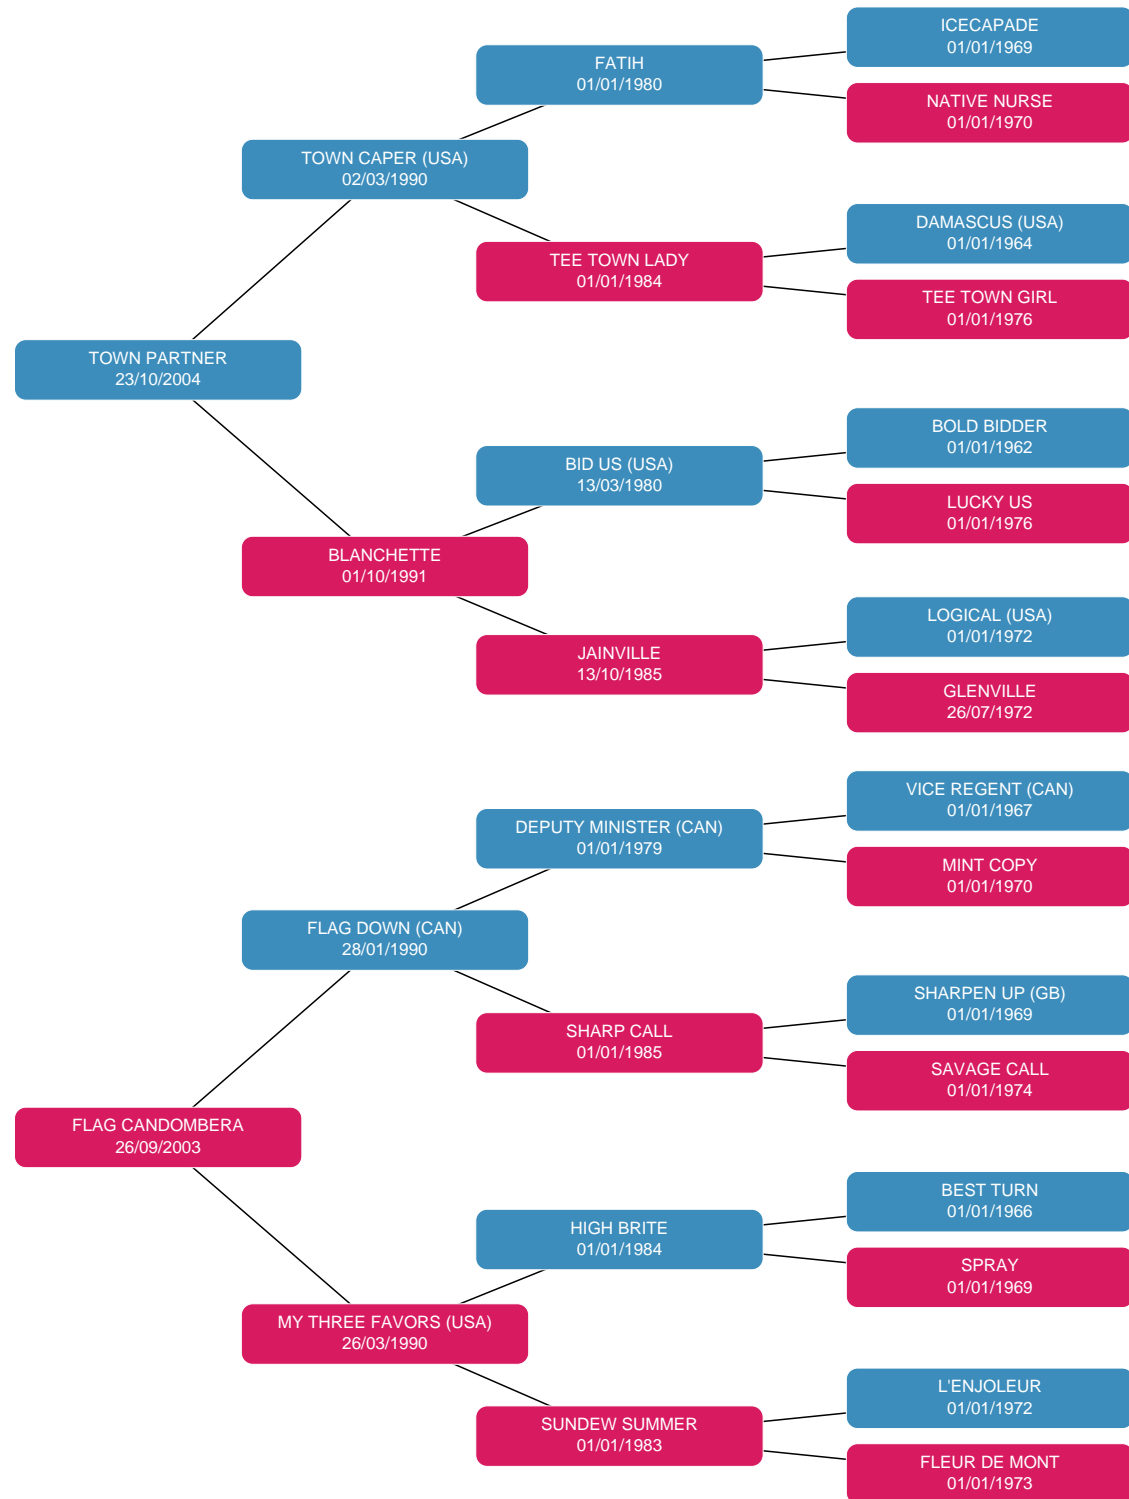 ICECAPADE
01/01/1969
FATIH
01/01/1980
NATIVE NURSE
01/01/1970
TOWN CAPER (USA)
02/03/1990
DAMASCUS (USA)
01/01/1964
TEE TOWN LADY
01/01/1984
TEE TOWN GIRL
01/01/1976
TOWN PARTNER
23/10/2004
BOLD BIDDER
01/01/1962
BID US (USA)
13/03/1980
LUCKY US
01/01/1976
BLANCHETTE
01/10/1991
LOGICAL (USA)
01/01/1972
JAINVILLE
13/10/1985
GLENVILLE
26/07/1972
VICE REGENT (CAN)
01/01/1967
DEPUTY MINISTER (CAN)
01/01/1979
MINT COPY
01/01/1970
FLAG DOWN (CAN)
28/01/1990
SHARPEN UP (GB)
01/01/1969
SHARP CALL
01/01/1985
SAVAGE CALL
01/01/1974
FLAG CANDOMBERA
26/09/2003
BEST TURN
01/01/1966
HIGH BRITE
01/01/1984
SPRAY
01/01/1969
MY THREE FAVORS (USA)
26/03/1990
L'ENJOLEUR
01/01/1972
SUNDEW SUMMER
01/01/1983
FLEUR DE MONT
01/01/1973